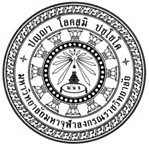 ปญฺญา โลกสฺมิ ปชฺโชโต
มจร
มหาวิทยาลัยมหาจุฬาลงกรณราชวิทยาลัย